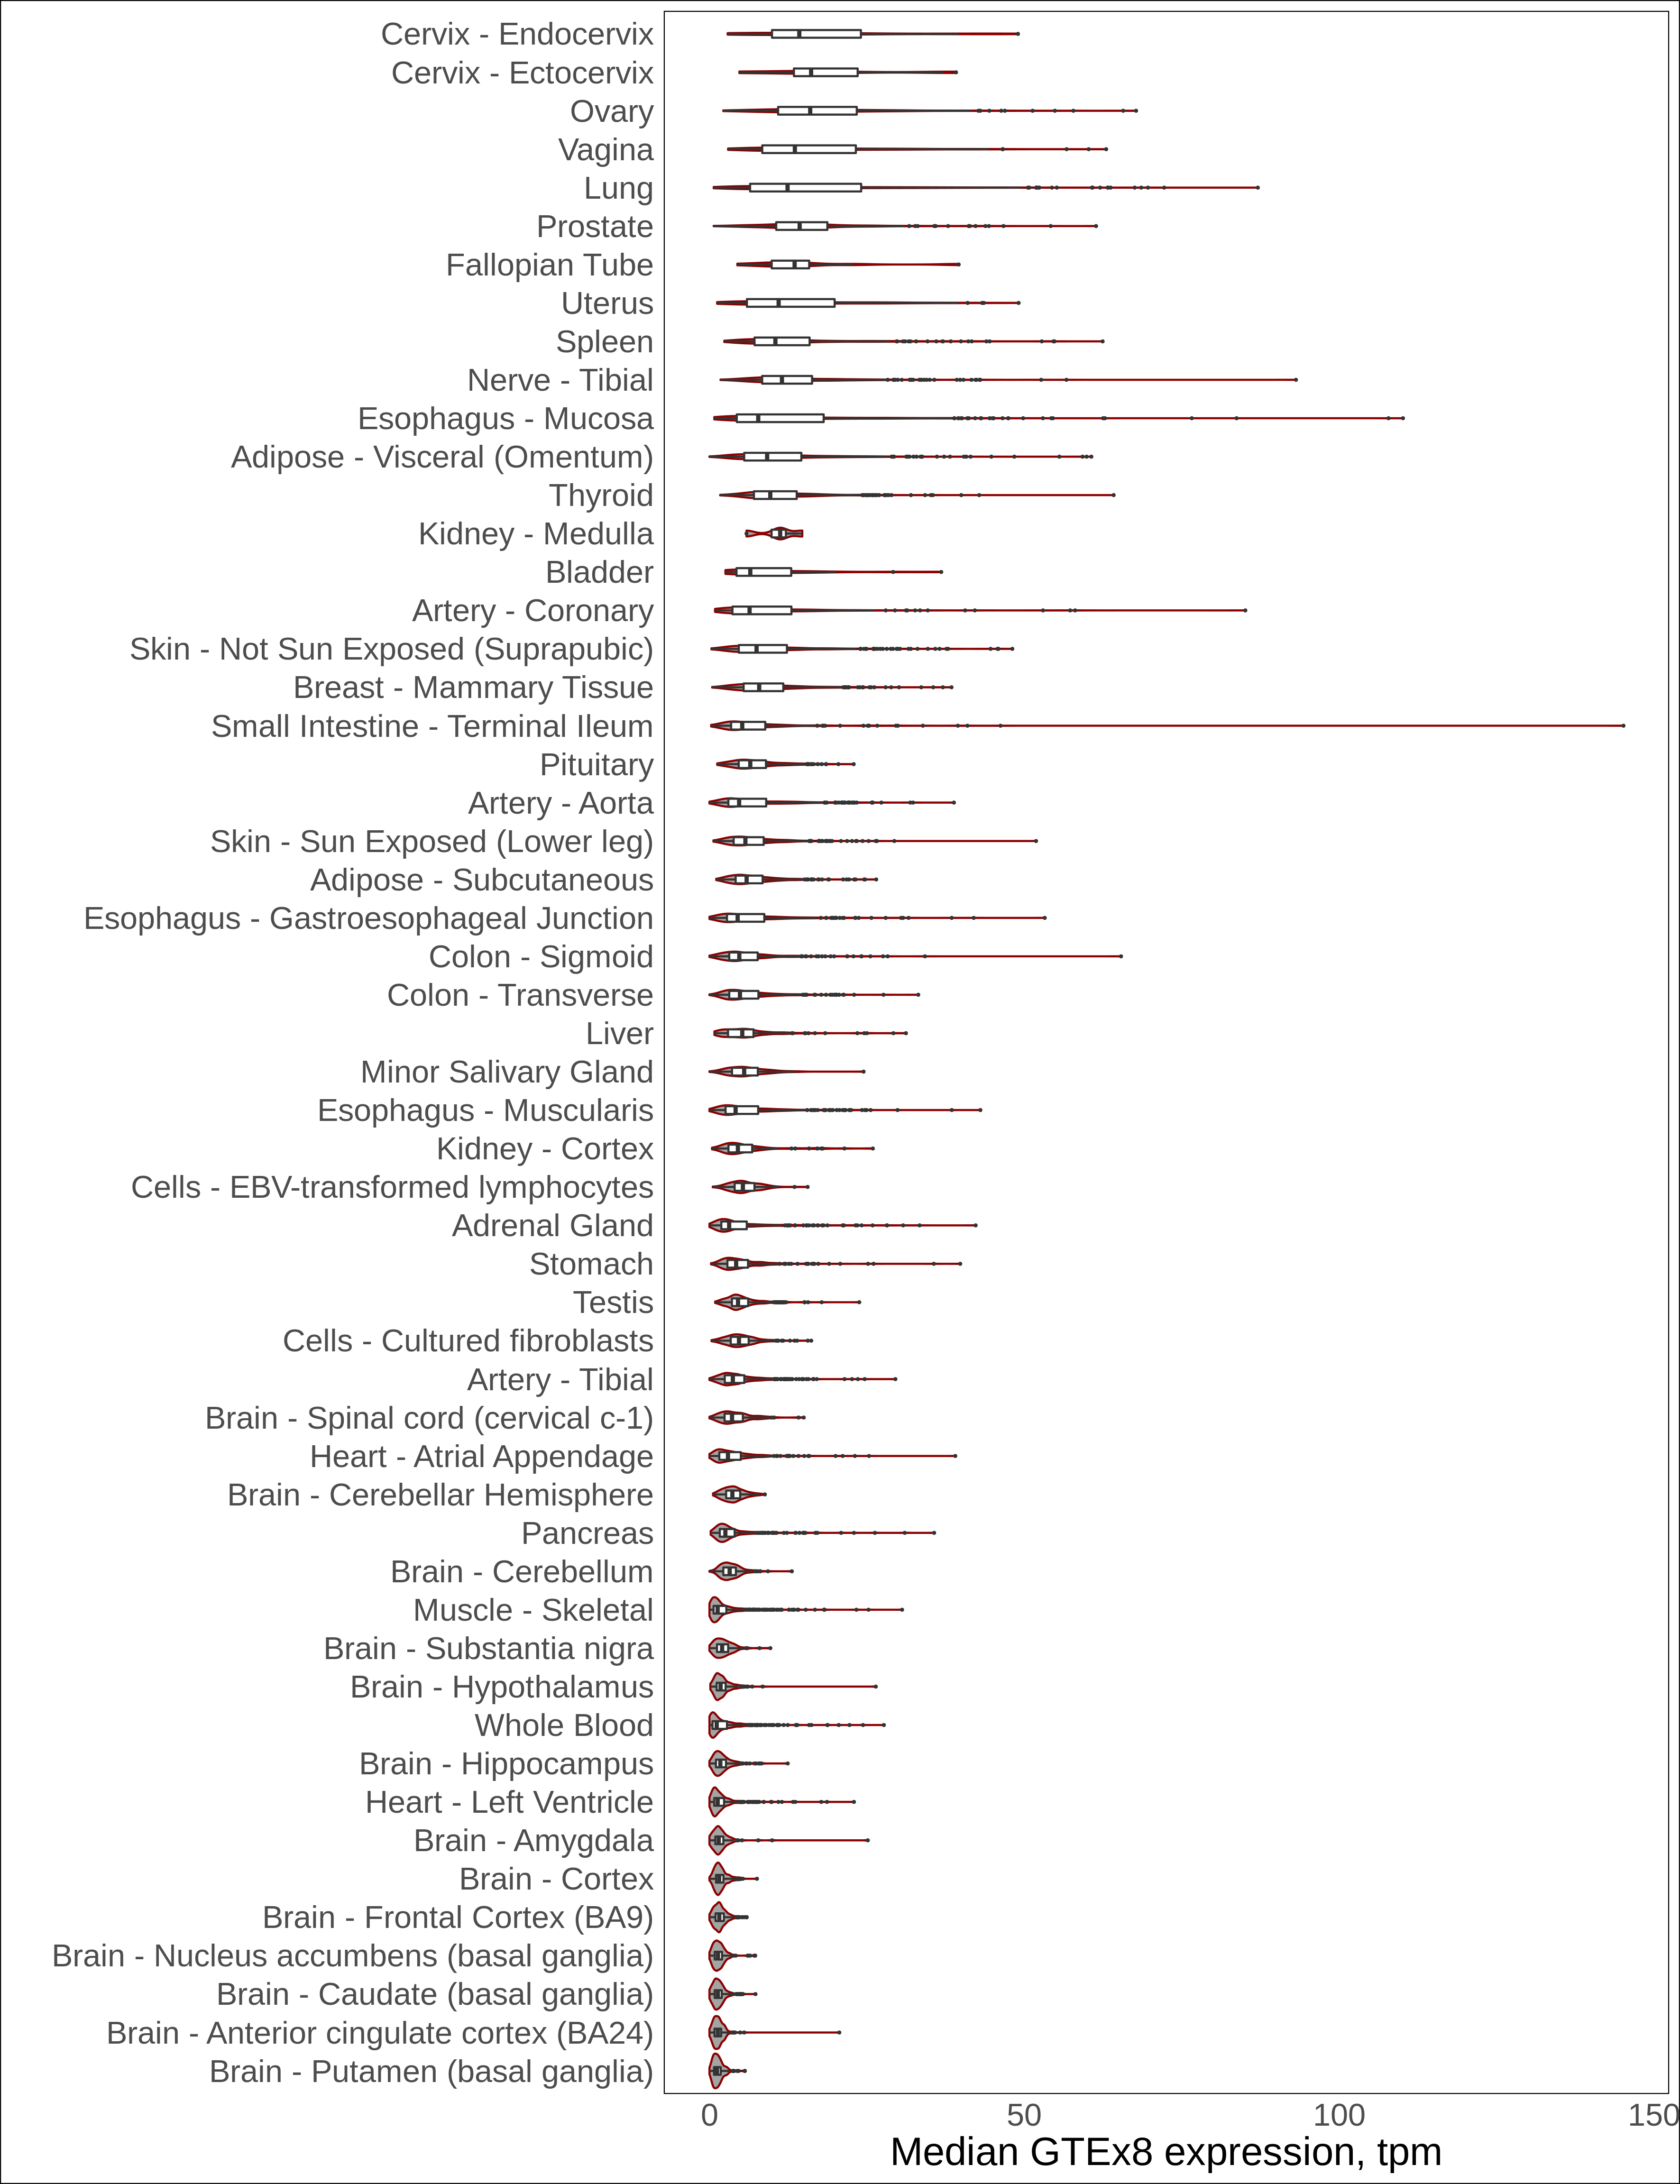 Cervix - Endocervix
Cervix - Ectocervix
Ovary
Vagina
Lung
Prostate
Fallopian Tube
Uterus
Spleen
Nerve - Tibial
Esophagus - Mucosa
Adipose - Visceral (Omentum)
Thyroid
Kidney - Medulla
Bladder
Artery - Coronary
Skin - Not Sun Exposed (Suprapubic)
Breast - Mammary Tissue
Small Intestine - Terminal Ileum
Pituitary
Artery - Aorta
Skin - Sun Exposed (Lower leg)
Adipose - Subcutaneous
Esophagus - Gastroesophageal Junction
Colon - Sigmoid
Colon - Transverse
Liver
Minor Salivary Gland
Esophagus - Muscularis
Kidney - Cortex
Cells - EBV-transformed lymphocytes
Adrenal Gland
Stomach
Testis
Cells - Cultured fibroblasts
Artery - Tibial
Brain - Spinal cord (cervical c-1)
Heart - Atrial Appendage
Brain - Cerebellar Hemisphere
Pancreas
Brain - Cerebellum
Muscle - Skeletal
Brain - Substantia nigra
Brain - Hypothalamus
Whole Blood
Brain - Hippocampus
Heart - Left Ventricle
Brain - Amygdala
Brain - Cortex
Brain - Frontal Cortex (BA9)
Brain - Nucleus accumbens (basal ganglia)
Brain - Caudate (basal ganglia)
Brain - Anterior cingulate cortex (BA24)
Brain - Putamen (basal ganglia)
0 50 100 150
Median GTEx8 expression, tpm